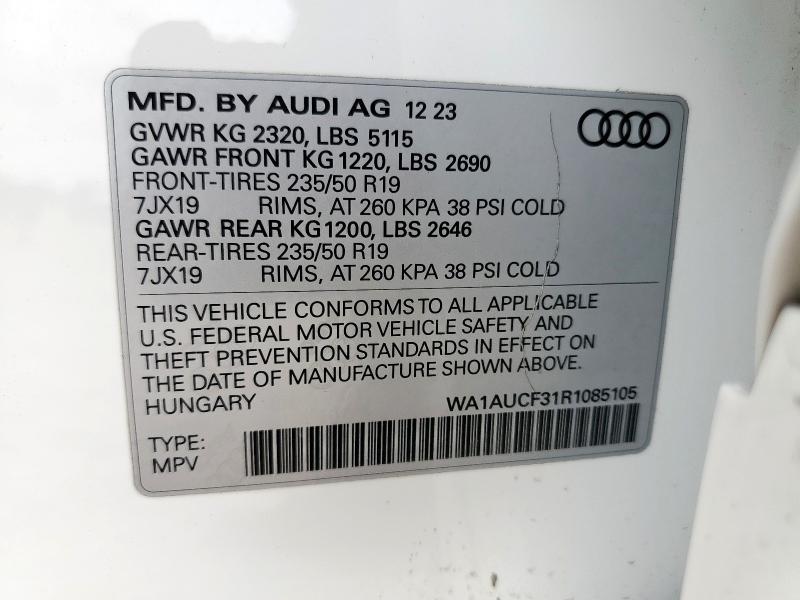 MFD. BY AUDI AG 12 23
GVWR KG 2320, LBS 5115
GAWR FRONT KG 1220, LBS 2690
FRONT-TIRES 235/50 R19
7JX19 RIMS, AT 260 KPA 38 PSI COLD
GAWR REAR KG 1200, LBS 2646
REAR-TIRES 235/50 R19
7JX19 RIMS, AT 260 KPA 38 PSI COLD
THIS VEHICLE CONFORMS TO ALL APPLICABLE
U.S. FEDERAL MOTOR VEHICLE SAFETY AND
THEFT PREVENTION STANDARDS IN EFFECT ON
THE DATE OF MANUFACTURE SHOWN ABOVE.
HUNGARY WA1AUCF31R1085105
TYPE:
MPV